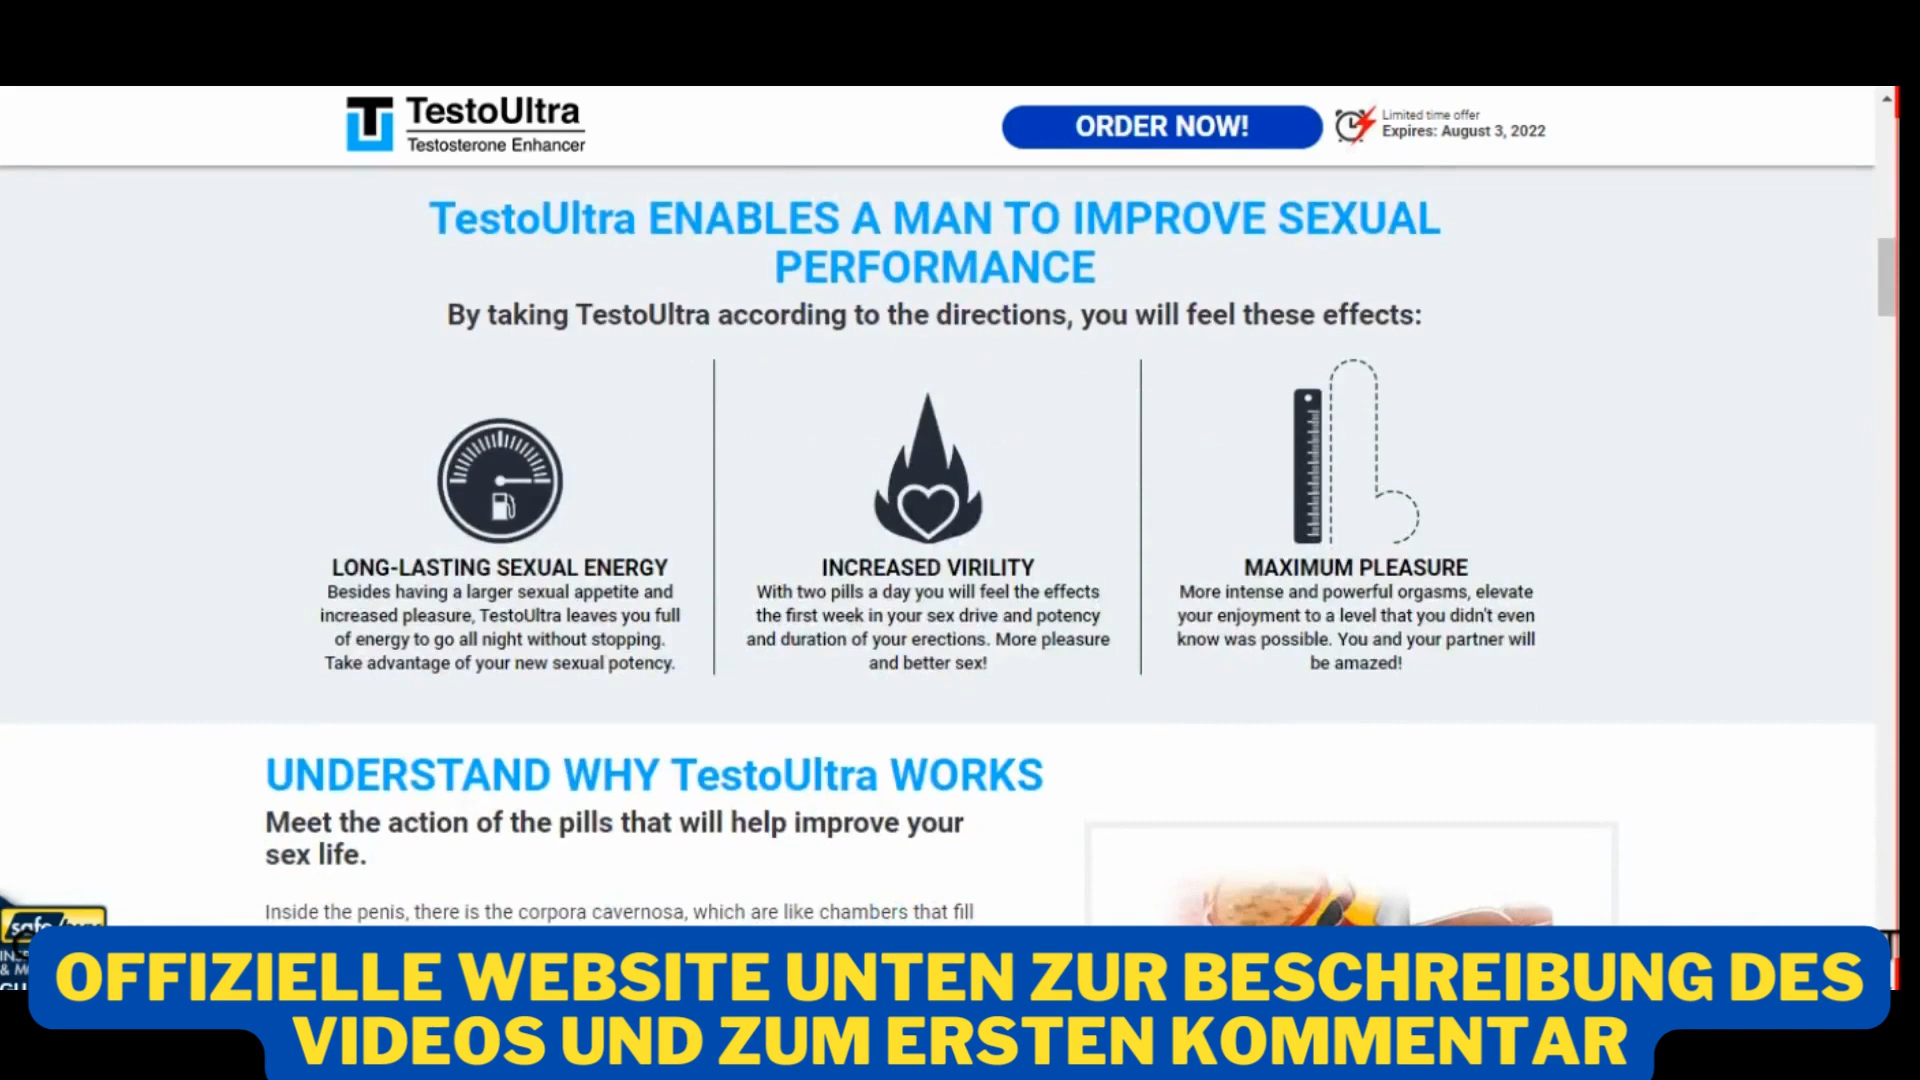 TestoUltra
Testosterone Enhancer
ORDER NOW!
Limited time offer
Expires: August 3, 2022
TestoUltra ENABLES A MAN TO IMPROVE SEXUAL
PERFORMANCE
By taking TestoUltra according to the directions, you will feel these effects:
LONG-LASTING SEXUAL ENERGY
Besides having a larger sexual appetite and
increased pleasure, TestoUltra leaves you full
of energy to go all night without stopping.
Take advantage of your new sexual potency.
INCREASED VIRILITY
With two pills a day you will feel the effects
the first week in your sex drive and potency
and duration of your erections. More pleasure
and better sex!
MAXIMUM PLEASURE
More intense and powerful orgasms, elevate
your enjoyment to a level that you didn't even
know was possible. You and your partner will
be amazed!
UNDERSTAND WHY TestoUltra WORKS
Meet the action of the pills that will help improve your
sex life.
Inside the penis, there is the corpora cavernosa, which are like chambers that fill
OFFIZIELLE WEBSITE UNTEN ZUR BESCHREIBUNG DES
VIDEOS UND ZUM ERSTEN KOMMENTAR